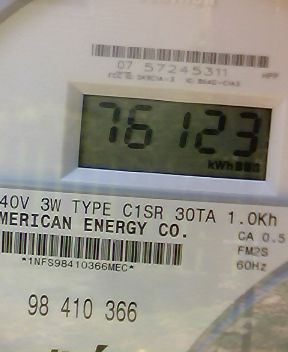 07 57245311
76123
kWh
40V 3W TYPE C1SR 30TA 1.0Kh
MERICAN ENERGY CO.
CA 0.5
FM2S
60Hz
*1NFS98410366MEC*
98 410 366